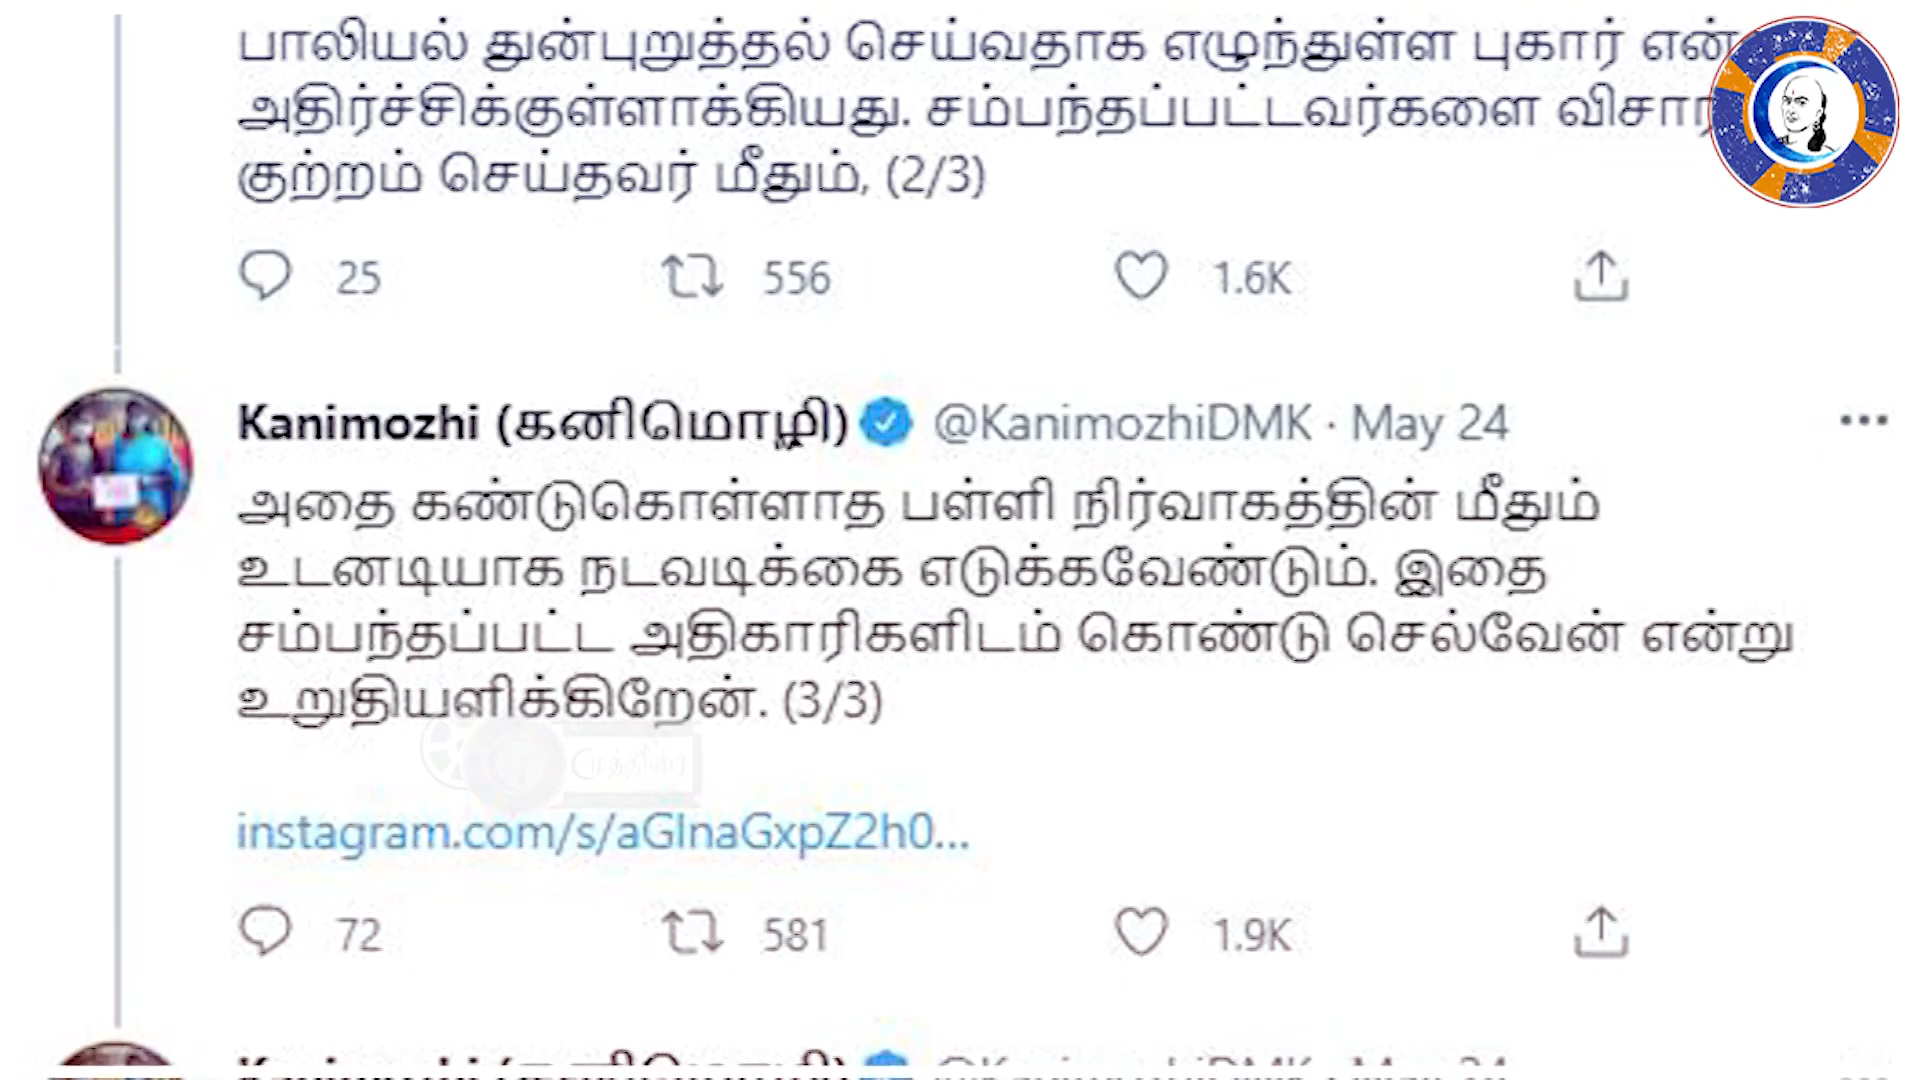 பாலியல் துன்புறுத்தல் செய்வதாக எழுந்துள்ள புகார்
அதிர்ச்சிக்குள்ளாக்கியது. சம்பந்தப்பட்டவர்களை
குற்றம் செய்தவர் மீதும், (2/3)
25 556 1.6K
Kanimozhi (கனிமொழி) @KanimozhiDMK · May 24
அதை கண்டுகொள்ளாத பள்ளி நிர்வாகத்தின் மீதும்
உடனடியாக நடவடிக்கை எடுக்கவேண்டும். இதை
சம்பந்தப்பட்ட அதிகாரிகளிடம் கொண்டு செல்வேன் என்று
உறுதியளிக்கிறேன். (3/3)
instagram.com/s/aGlnaGxpZ2h0...
72 581 1.9K